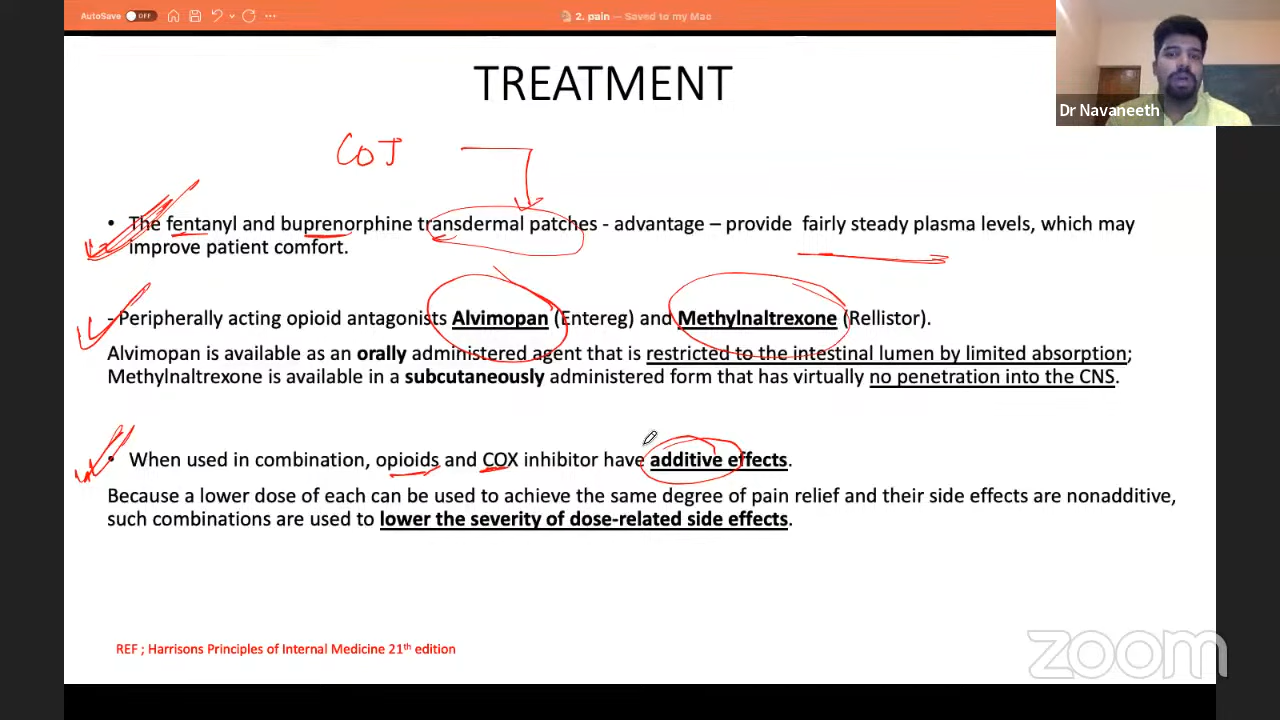 AutoSave OFF
2. pain — Saved to my Mac
Dr Navaneeth
TREATMENT
COT
• The fentanyl and buprenorphine transdermal patches - advantage – provide fairly steady plasma levels, which may
improve patient comfort.
- Peripherally acting opioid antagonists Alvimopan (Entereg) and Methylnaltrexone (Rellistor).
Alvimopan is available as an orally administered agent that is restricted to the intestinal lumen by limited absorption;
Methylnaltrexone is available in a subcutaneously administered form that has virtually no penetration into the CNS.
• When used in combination, opioids and COX inhibitor have additive effects.
Because a lower dose of each can be used to achieve the same degree of pain relief and their side effects are nonadditive,
such combinations are used to lower the severity of dose-related side effects.
REF ; Harrisons Principles of Internal Medicine 21th edition
zoom